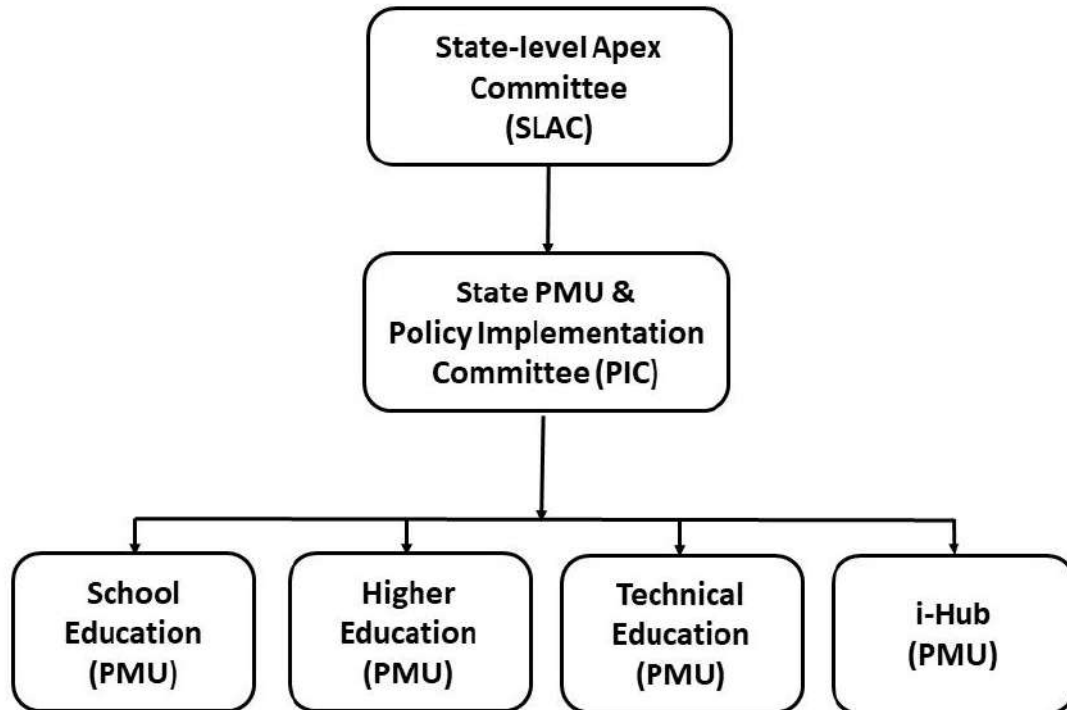 State-level Apex
Committee
(SLAC)
State PMU &
Policy Implementation
Committee (PIC)
School
Education
(PMU)
Higher
Education
(PMU)
Technical
Education
(PMU)
i-Hub
(PMU)